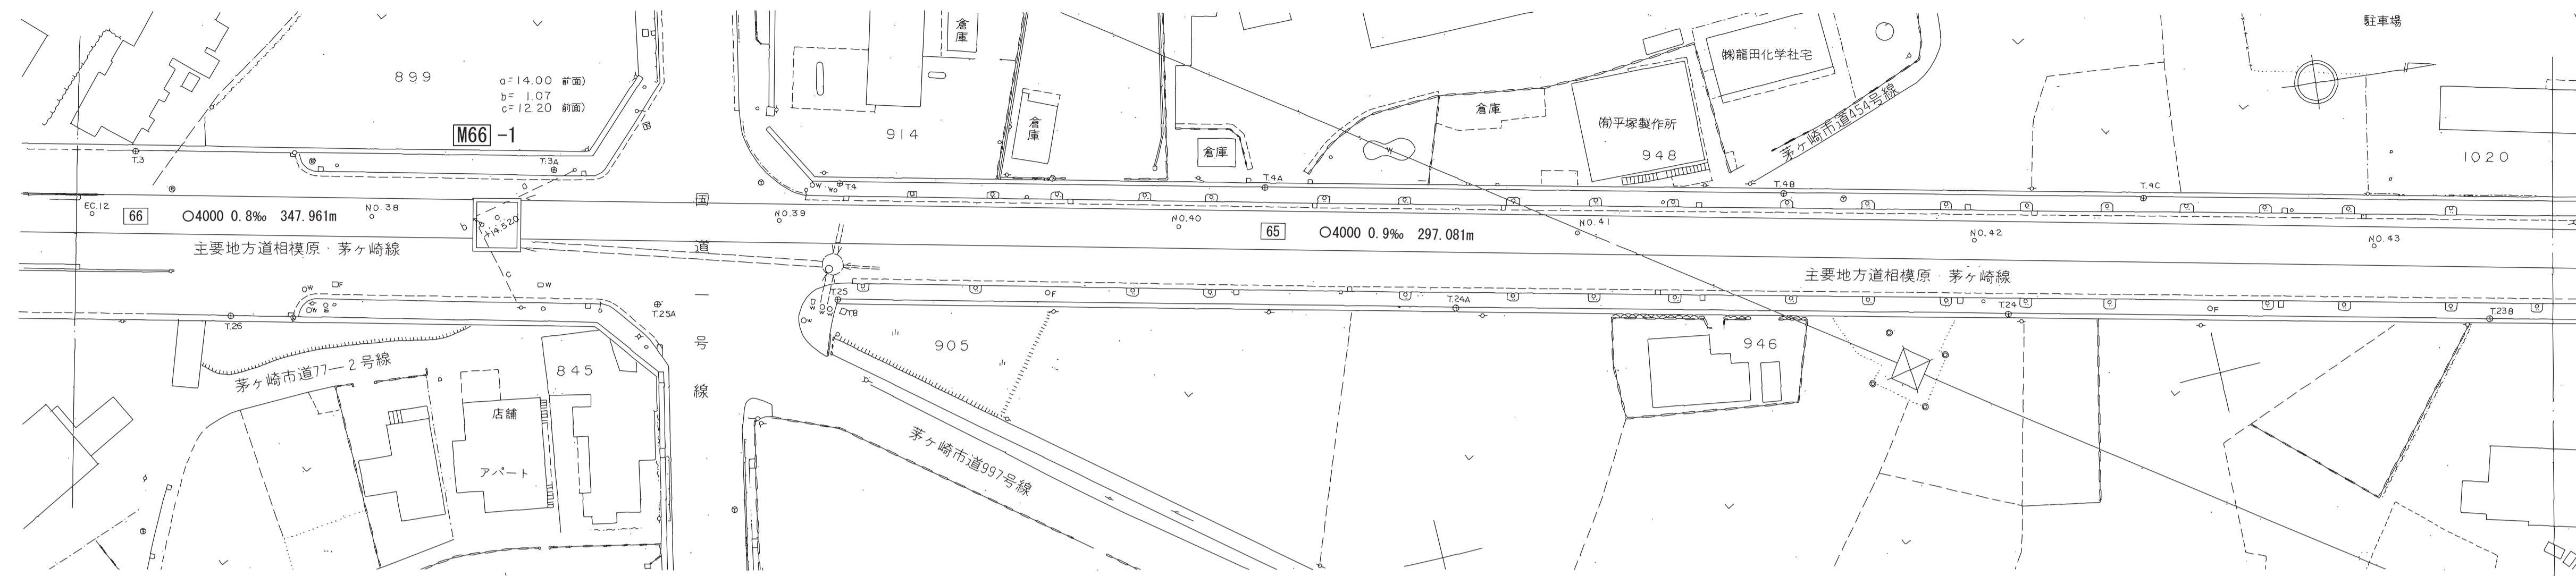 倉庫
駐車場
899
a=14.00 前面)
b= 1.07
c=12.20 前面)
M66 -1
㈱龍田化学社宅
倉庫
914
倉庫
倉庫
㈲平塚製作所
948
茅ヶ崎市道454号線
1020
T.3
T.3A
T.4
T.4A
T.4B
T.4C
EC.12
66
○4000 0.8‰ 347.961m
NO.38
b
a
+14.520
国道一号線
NO.39
NO.40
65
○4000 0.9‰ 297.081m
NO.41
NO.42
NO.43
主要地方道相模原・茅ヶ崎線
主要地方道相模原・茅ヶ崎線
c
T.26
T.25A
T.25
T.B
T.24A
T.24
T.23B
905
946
茅ヶ崎市道77－2号線
845
店舗
アパート
茅ヶ崎市道997号線